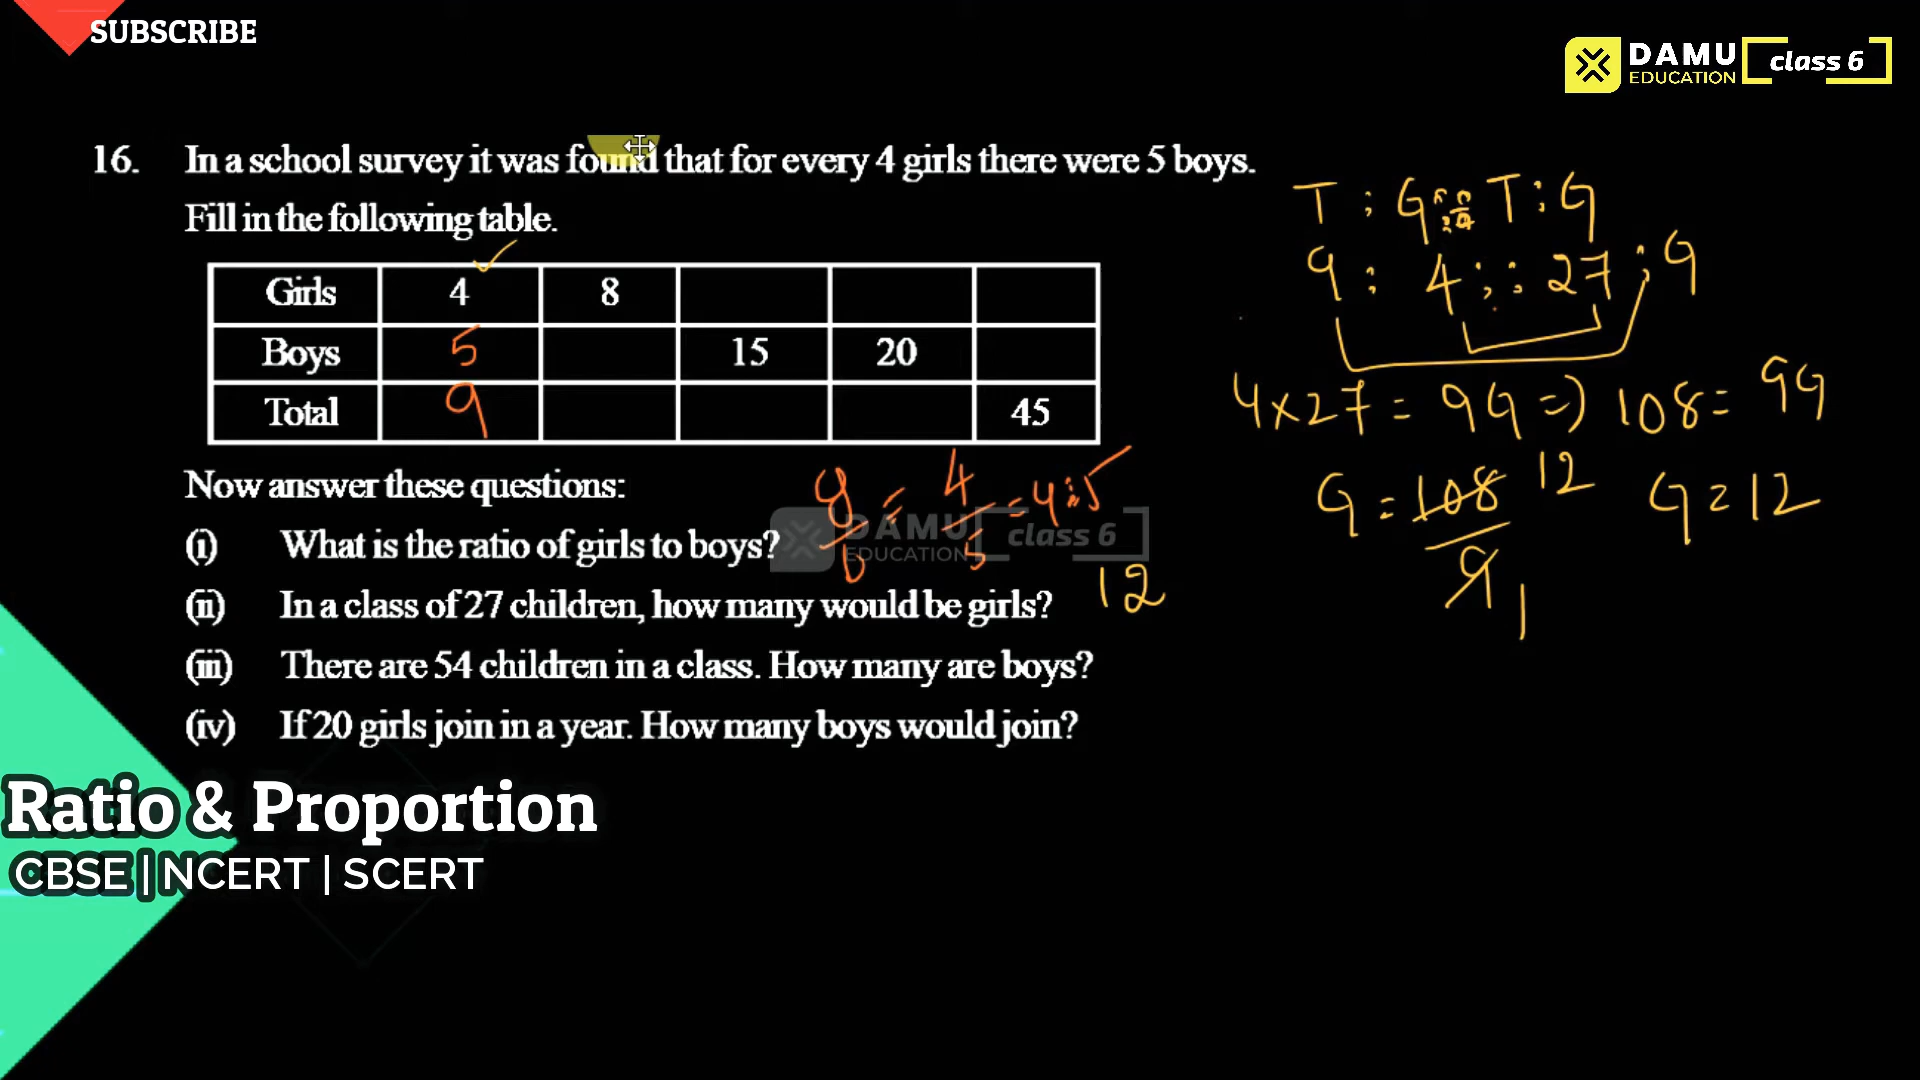 SUBSCRIBE
DAMU EDUCATION class 6
16. In a school survey it was found that for every 4 girls there were 5 boys.
Fill in the following table.
Girls 4 8
Boys 5 15 20
Total 9 45
Now answer these questions:
(i) What is the ratio of girls to boys? g/b = 4/5 = 4:5
(ii) In a class of 27 children, how many would be girls? 12
(iii) There are 54 children in a class. How many are boys?
(iv) If 20 girls join in a year. How many boys would join?
DAMU EDUCATION class 6
T : G :: T : G
9 : 4 :: 27 : G
4 x 27 = 9G => 108 = 9G
G = 108/9 12 1 G = 12
Ratio & Proportion
CBSE | NCERT | SCERT